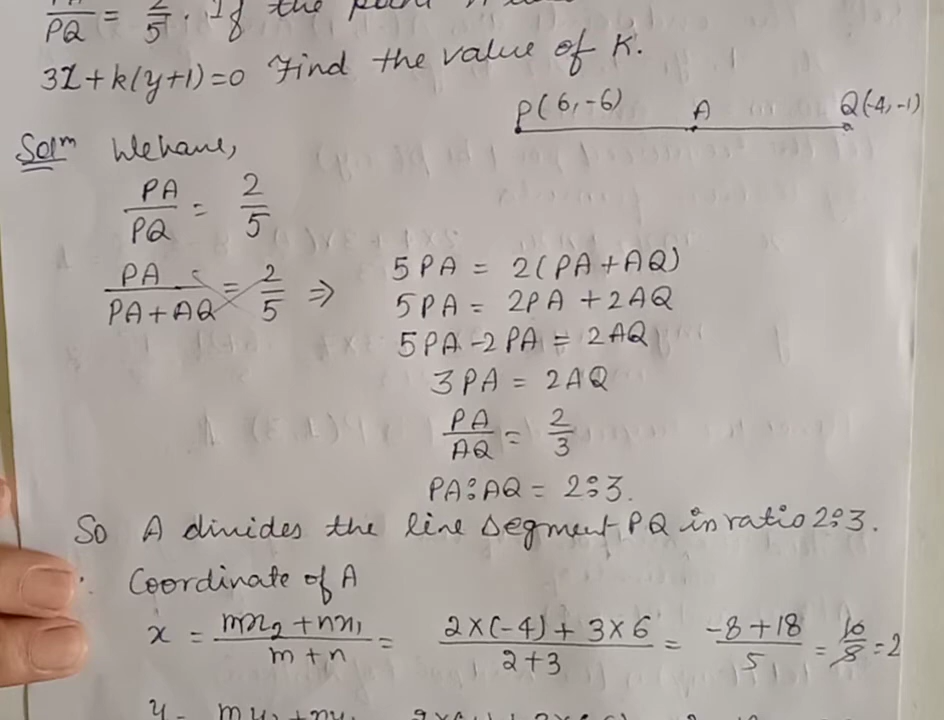 PQ = 2/5. If the point
3x + k(y+1) = 0 Find the value of K.
P(6,-6) A Q(-4,-1)
Solm We have,
PA/PQ = 2/5
PA/(PA+AQ) = 2/5 ⇒ 5PA = 2(PA+AQ)
5PA = 2PA + 2AQ
5PA - 2PA = 2AQ
3PA = 2AQ
PA/AQ = 2/3
PA:AQ = 2:3.
So A divides the line segment PQ in ratio 2:3.
Coordinate of A
x = (mx₂ + nx₁)/(m+n) = (2×(-4) + 3×6)/(2+3) = (-8+18)/5 = 10/5 = 2